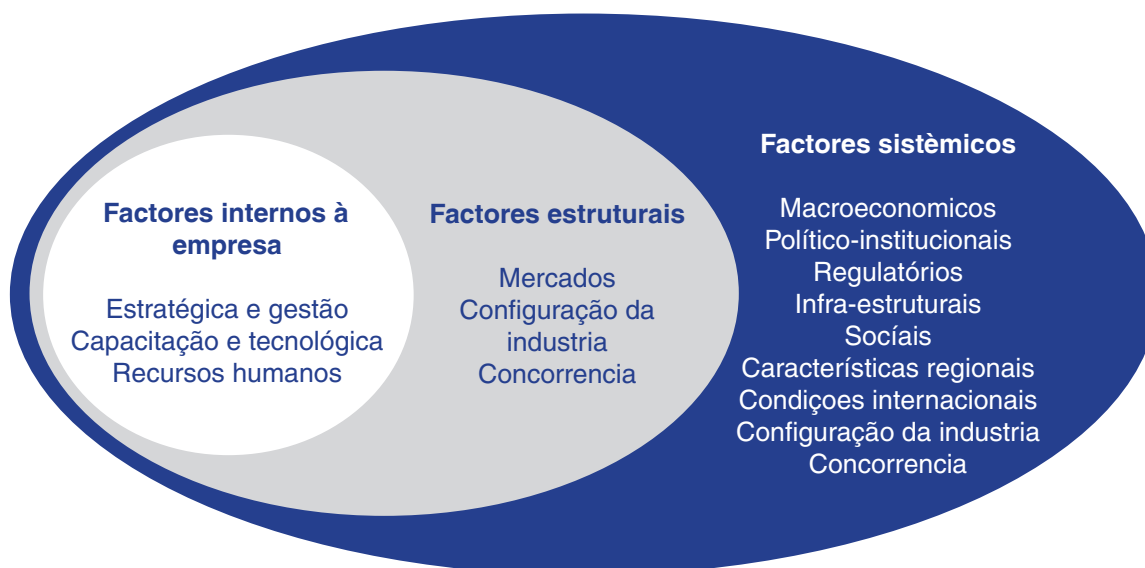 Factores internos à
empresa
Estratégica e gestão
Capacitação e tecnológica
Recursos humanos
Factores estruturais
Mercados
Configuração da
industria
Concorrencia
Factores sistèmicos
Macroeconomicos
Político-institucionais
Regulatórios
Infra-estruturais
Socíais
Características regionais
Condiçoes internacionais
Configuração da industria
Concorrencia